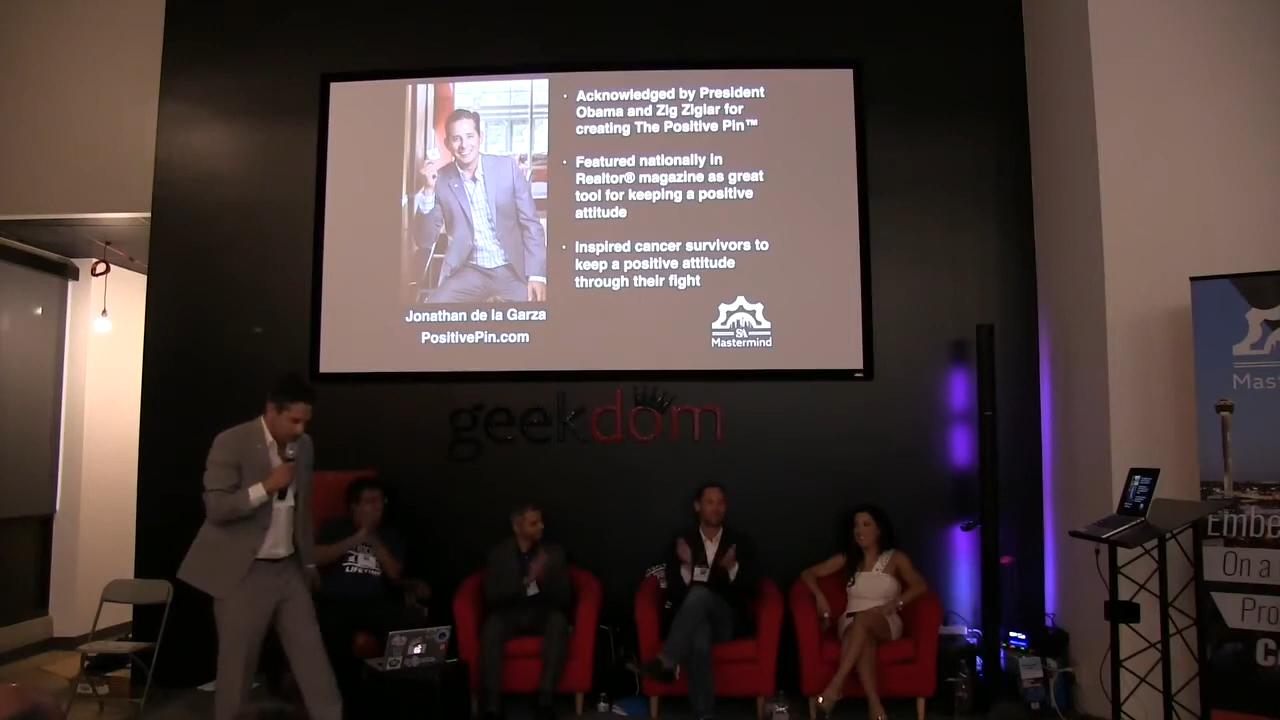 · Acknowledged by President
Obama and Zig Ziglar for
creating The Positive Pin™
· Featured nationally in
Realtor® magazine as great
tool for keeping a positive
attitude
· Inspired cancer survivors to
keep a positive attitude
through their fight
Jonathan de la Garza
PositivePin.com
SA
Mastermind
geekdom
Mas
Embe
On a
Pro
C
LIFETIME